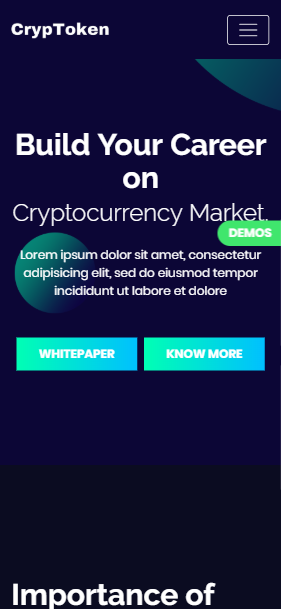 CrypToken
Build Your Career
on
Cryptocurrency Market.
DEMOS
Lorem ipsum dolor sit amet, consectetur
adipisicing elit, sed do eiusmod tempor
incididunt ut labore et dolore
WHITEPAPER
KNOW MORE
Importance of